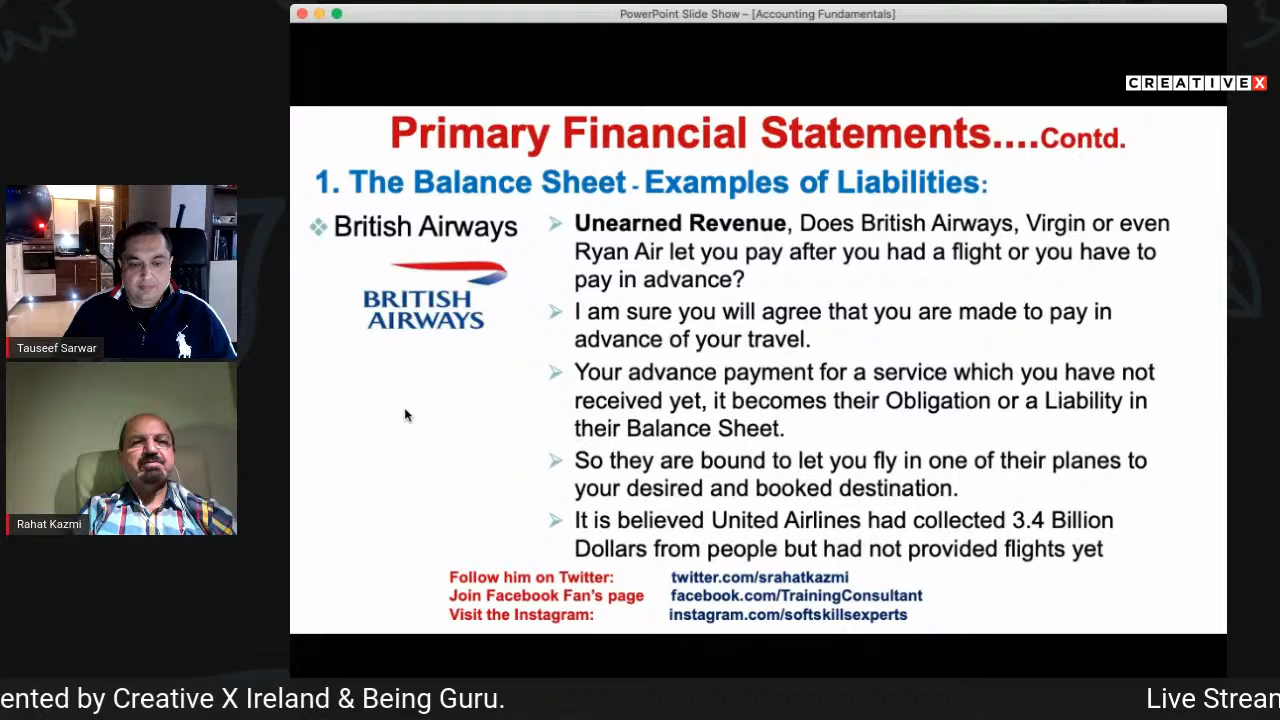 PowerPoint Slide Show – [Accounting Fundamentals]
CREATIVEX
Primary Financial Statements....Contd.
1. The Balance Sheet - Examples of Liabilities:
British Airways
BRITISH
AIRWAYS
Unearned Revenue, Does British Airways, Virgin or even
Ryan Air let you pay after you had a flight or you have to
pay in advance?
I am sure you will agree that you are made to pay in
advance of your travel.
Your advance payment for a service which you have not
received yet, it becomes their Obligation or a Liability in
their Balance Sheet.
So they are bound to let you fly in one of their planes to
your desired and booked destination.
It is believed United Airlines had collected 3.4 Billion
Dollars from people but had not provided flights yet
Follow him on Twitter: twitter.com/srahatkazmi
Join Facebook Fan's page facebook.com/TrainingConsultant
Visit the Instagram: instagram.com/softskillsexperts
Tauseef Sarwar
Rahat Kazmi
ented by Creative X Ireland & Being Guru. Live Stream